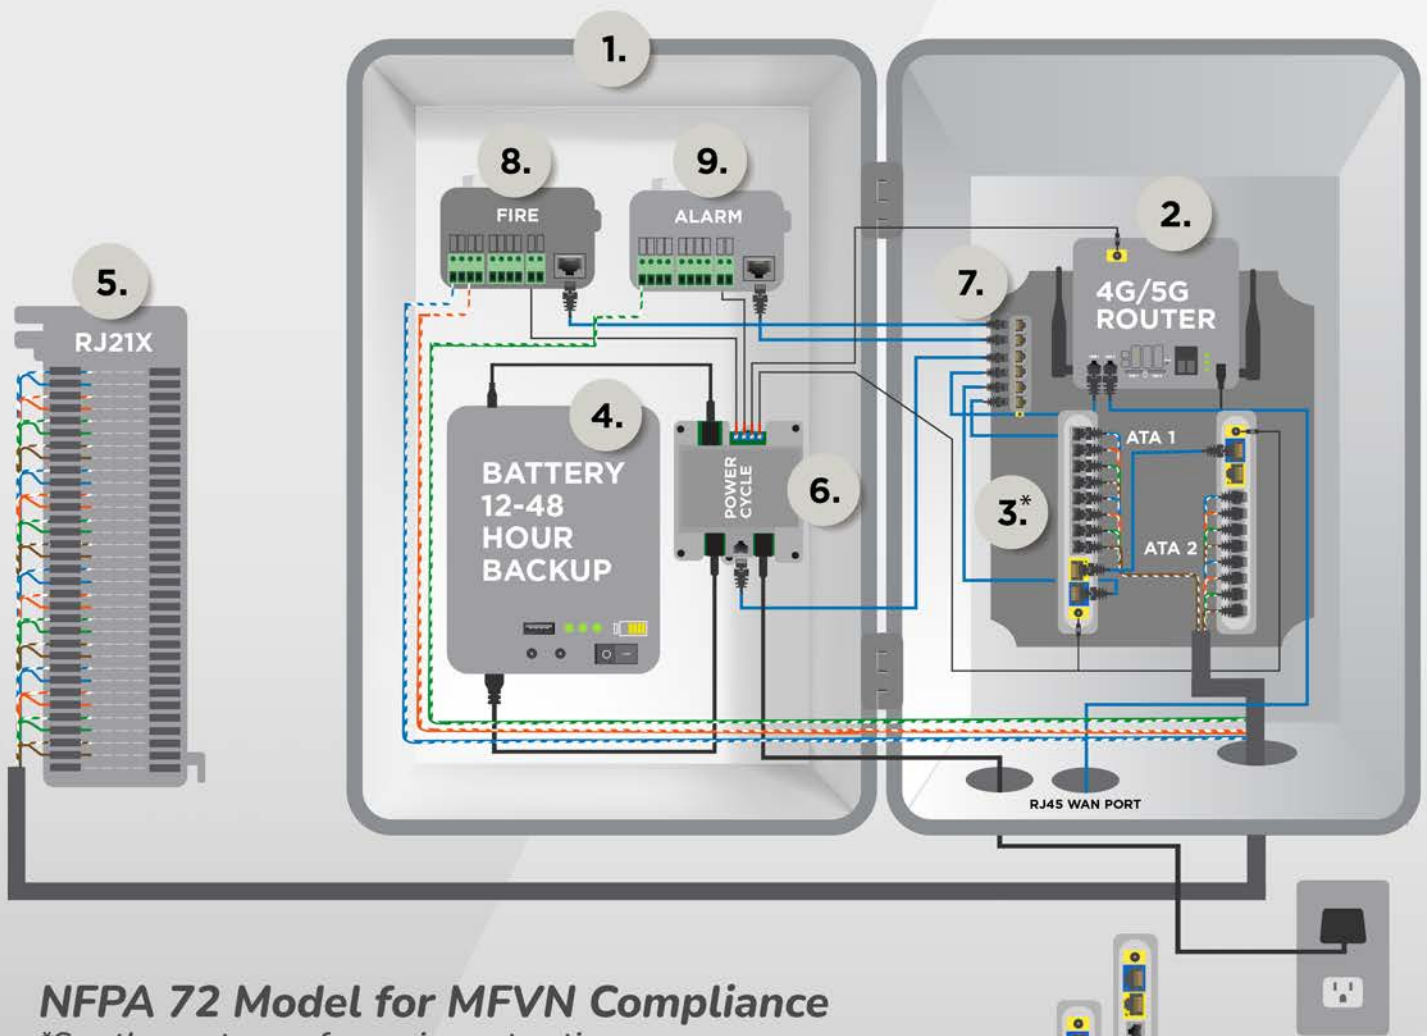 1.
8.
9.
2.
FIRE
ALARM
5.
7.
4G/5G
ROUTER
RJ21X
4.
BATTERY
12-48
HOUR
BACKUP
POWER
CYCLE
6.
ATA 1
3.*
ATA 2
RJ45 WAN PORT
NFPA 72 Model for MFVN Compliance